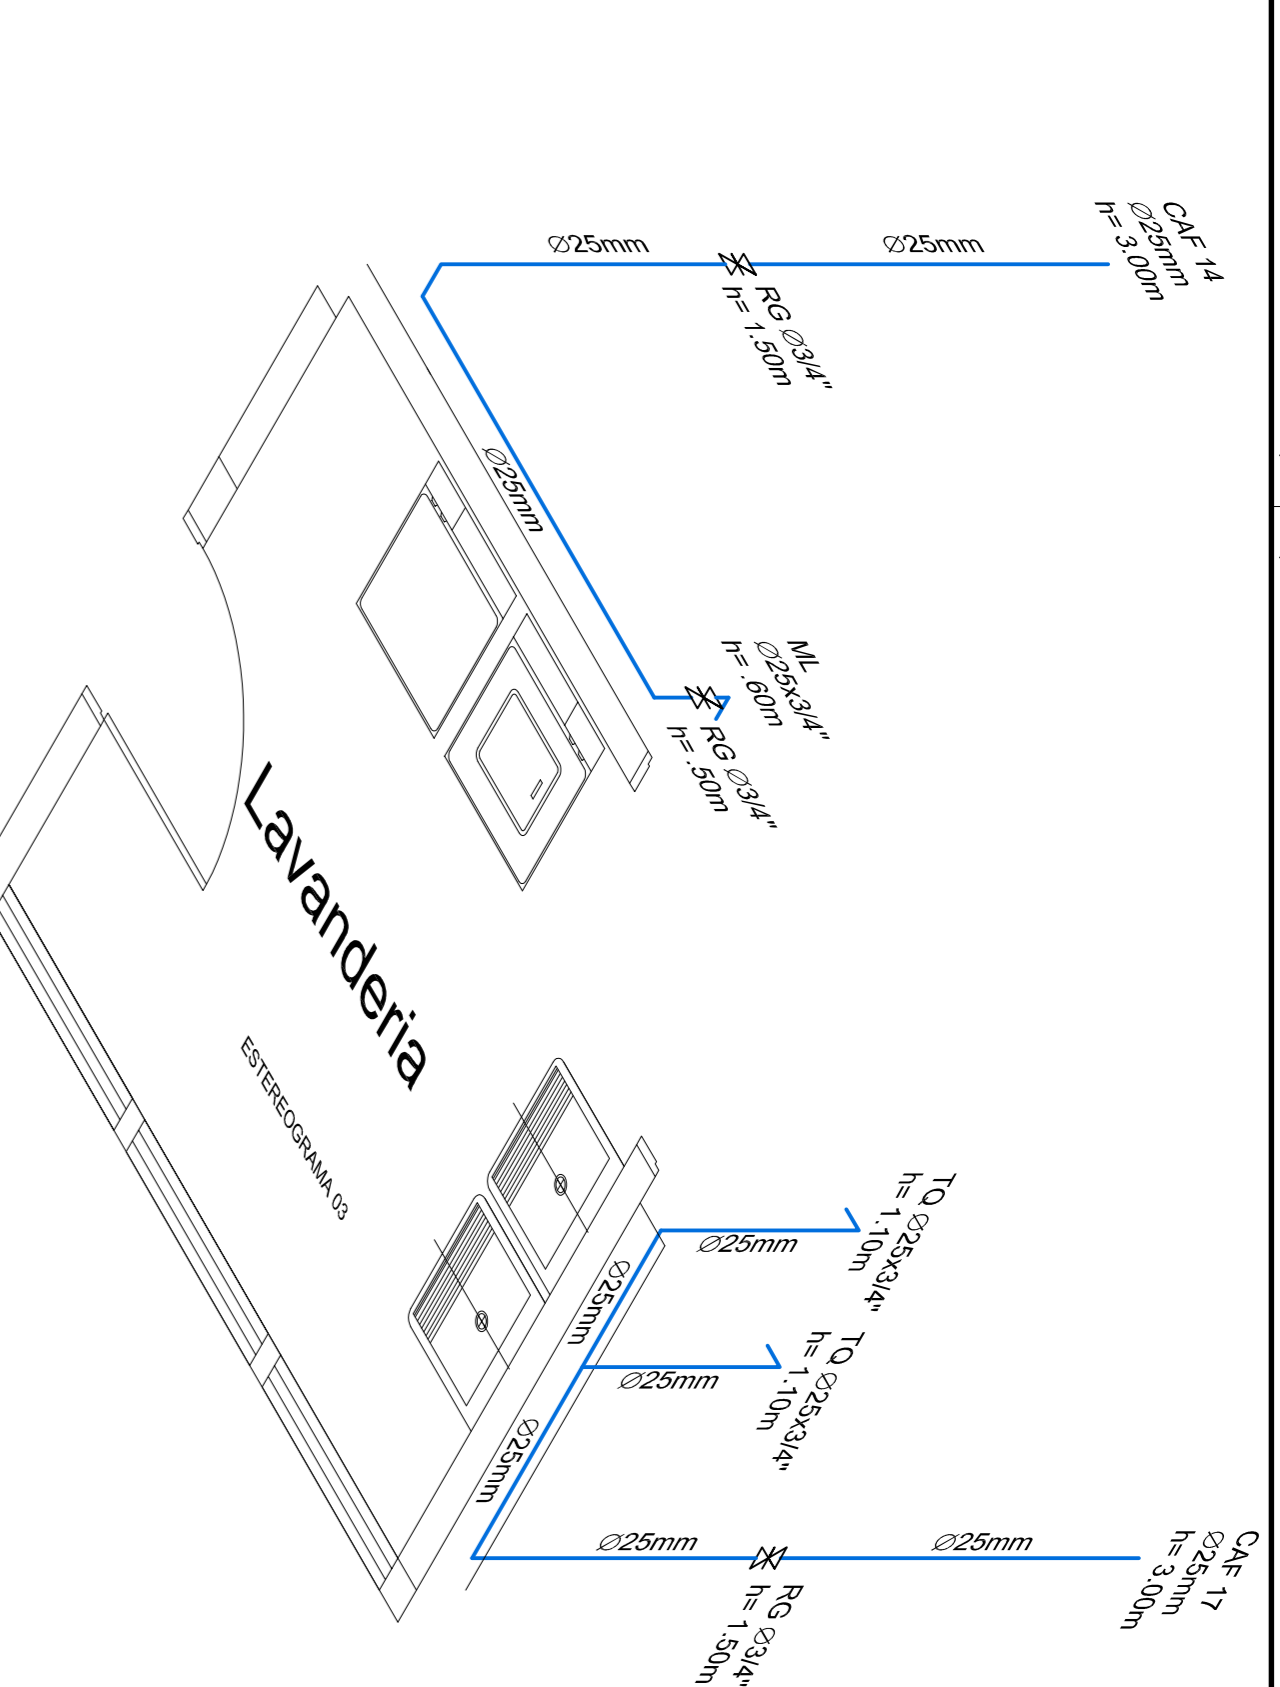 CAF 14
Ø25mm
h= 3.00m
Ø25mm
Ø25mm
RG Ø3/4"
h= 1.50m
Ø25mm
ML
Ø25x3/4"
h= .60m
RG Ø3/4"
h= .50m
Lavanderia
ESTEREOGRAMA 03
TQ Ø25x3/4"
h= 1.10m
Ø25mm
Ø25mm
TQ Ø25x3/4"
h= 1.10m
Ø25mm
Ø25mm
CAF 17
Ø25mm
h= 3.00m
Ø25mm
Ø25mm
RG Ø3/4"
h= 1.50m